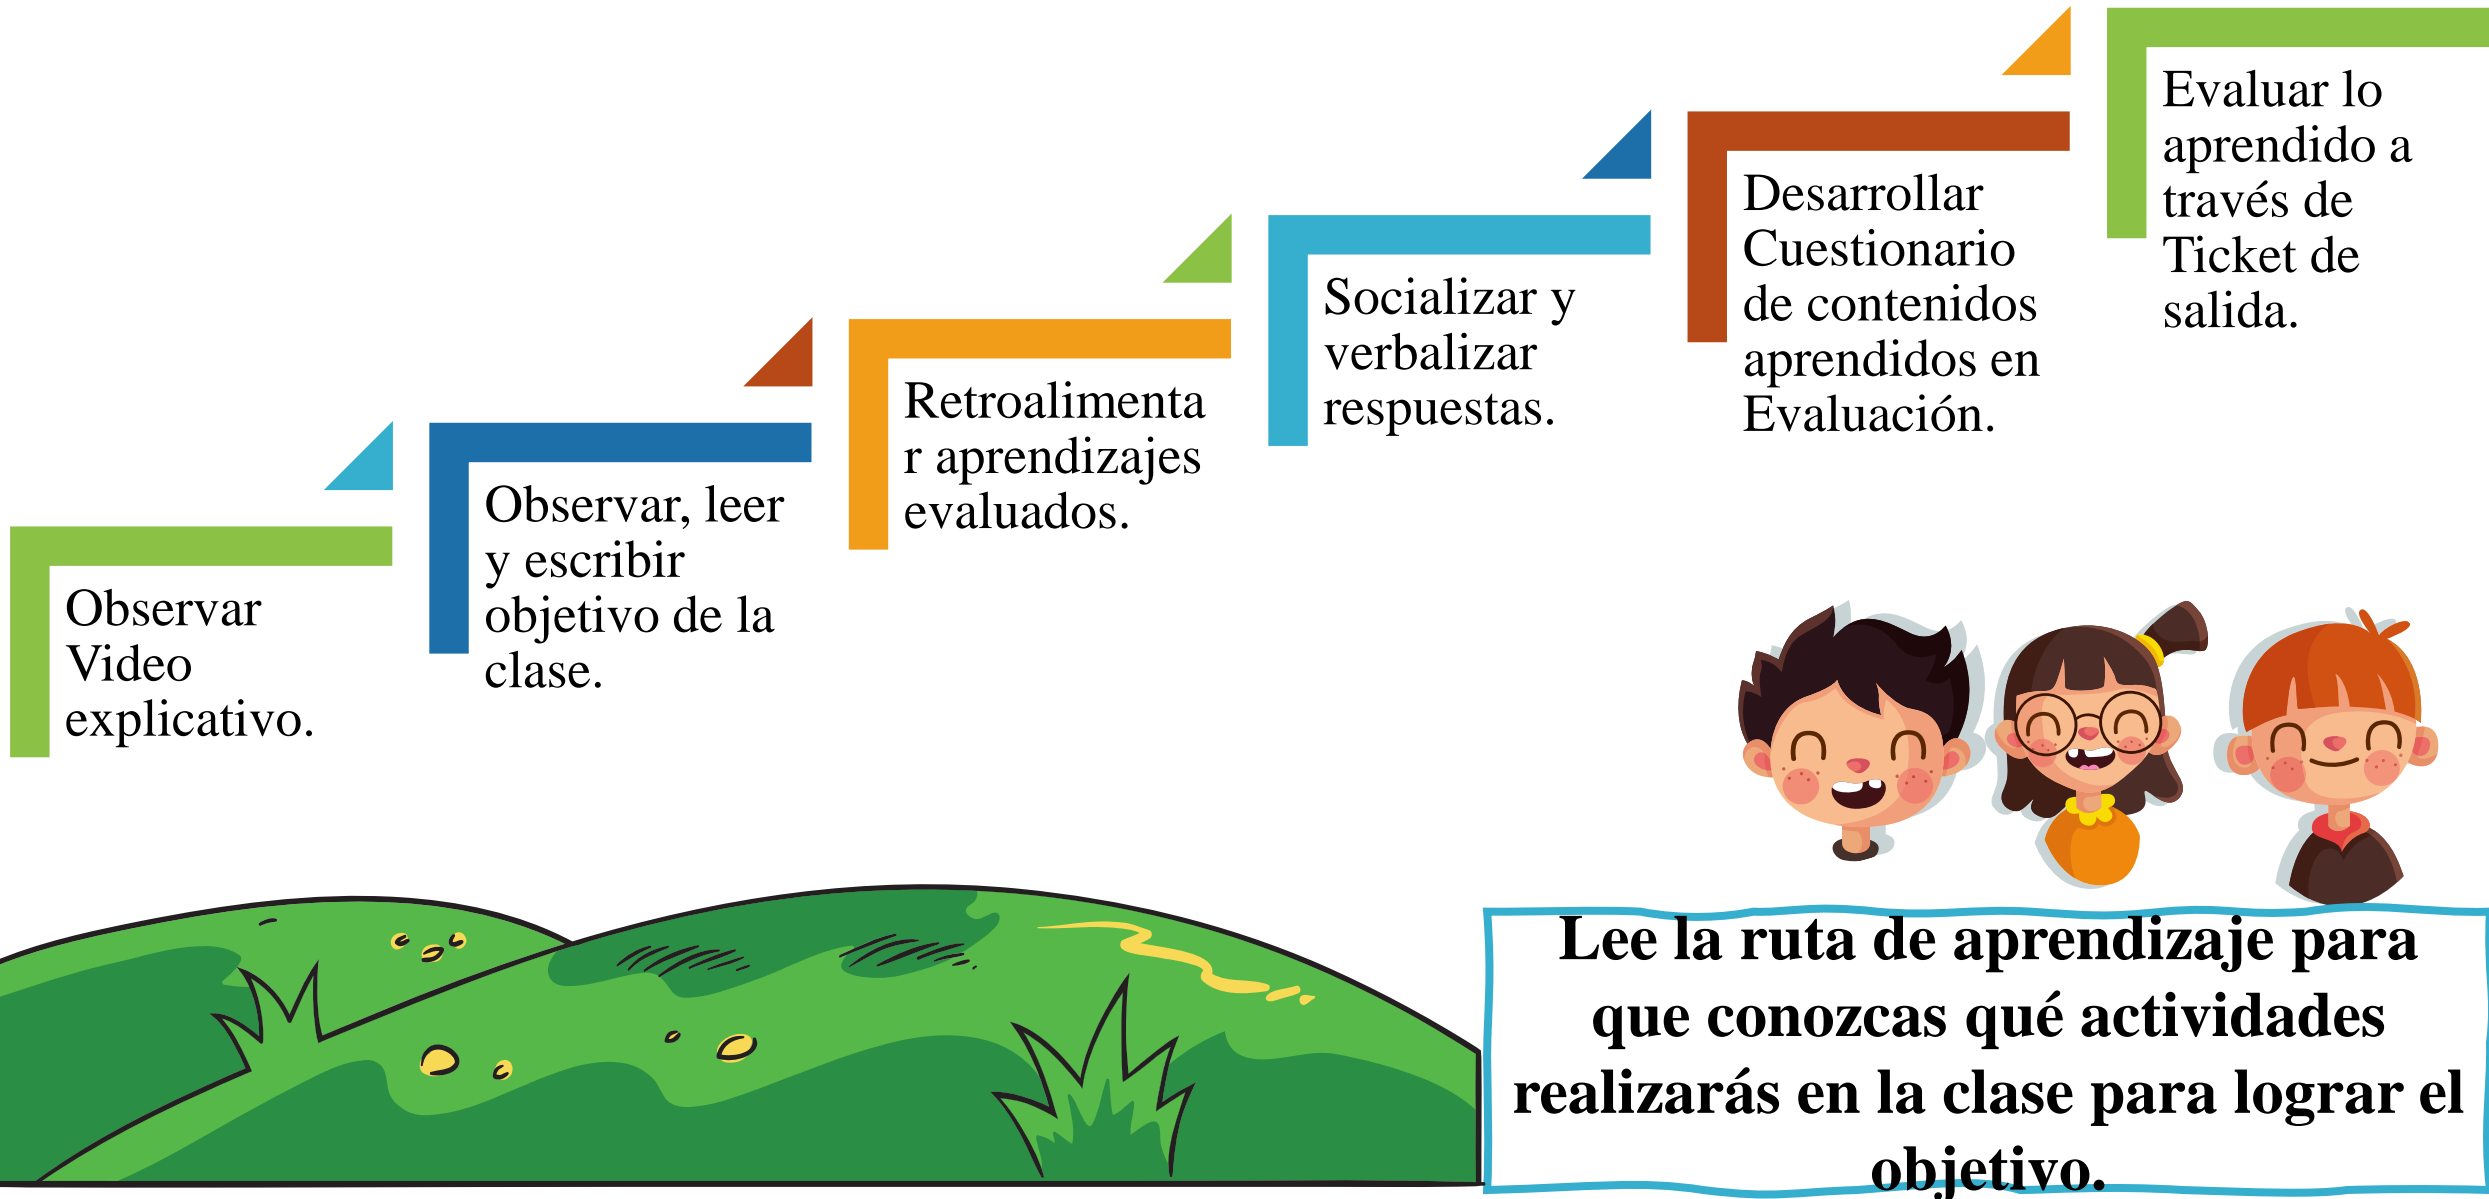 Observar
Video
explicativo.
Observar, leer
y escribir
objetivo de la
clase.
Retroalimenta
r aprendizajes
evaluados.
Socializar y
verbalizar
respuestas.
Desarrollar
Cuestionario
de contenidos
aprendidos en
Evaluación.
Evaluar lo
aprendido a
través de
Ticket de
salida.
Lee la ruta de aprendizaje para
que conozcas qué actividades
realizarás en la clase para lograr el
objetivo.